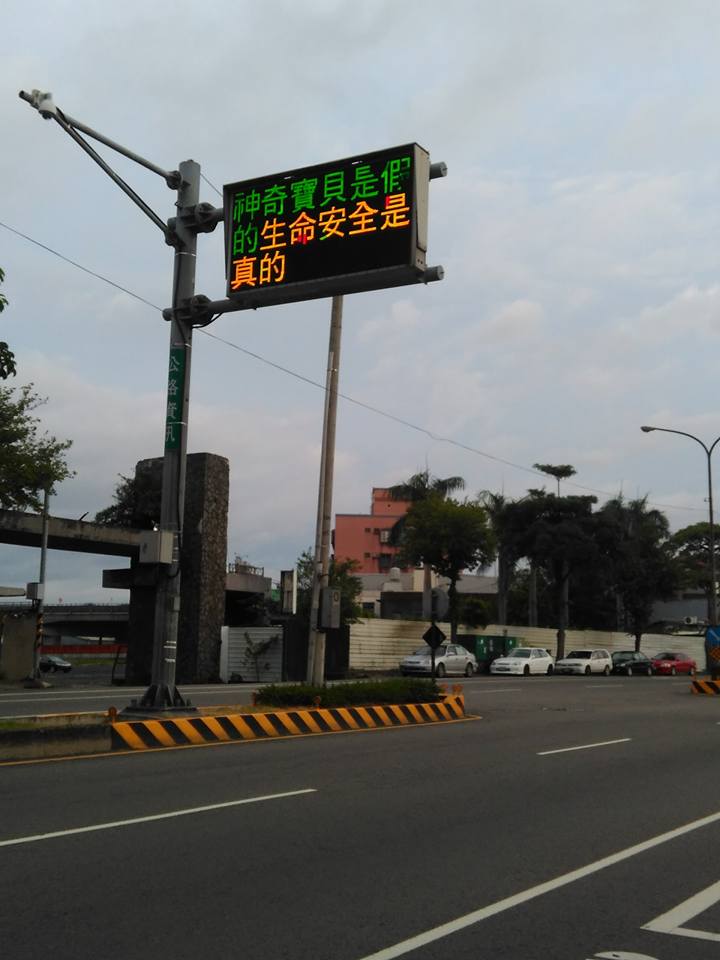 神奇寶貝是假
的生命安全是
真的
公路資訊